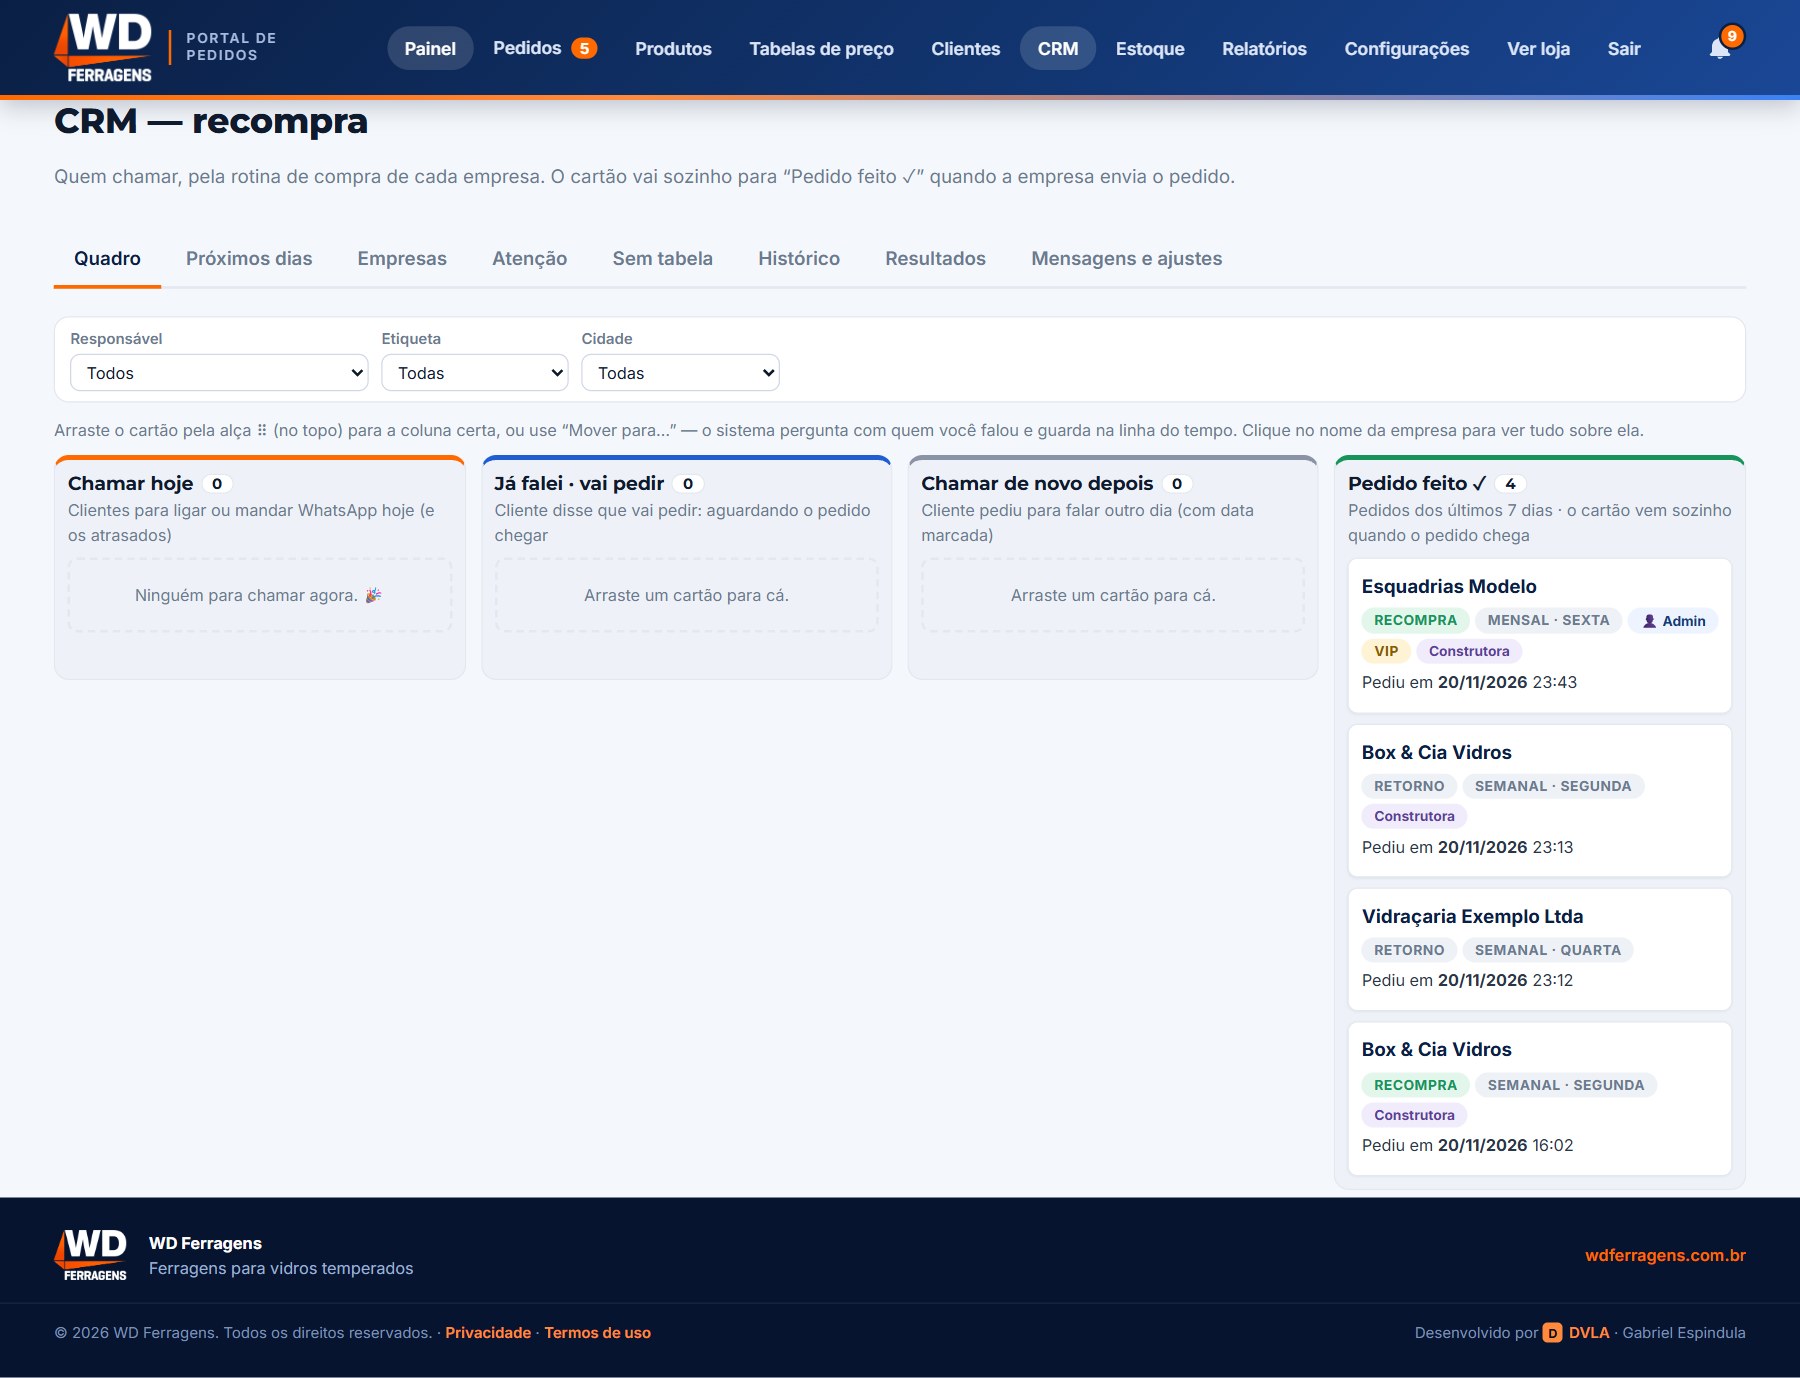 WD
FERRAGENS
PORTAL DE
PEDIDOS
Painel
Pedidos 5
Produtos
Tabelas de preço
Clientes
CRM
Estoque
Relatórios
Configurações
Ver loja
Sair
9
CRM — recompra
Quem chamar, pela rotina de compra de cada empresa. O cartão vai sozinho para “Pedido feito ✓” quando a empresa envia o pedido.
Quadro
Próximos dias
Empresas
Atenção
Sem tabela
Histórico
Resultados
Mensagens e ajustes
Responsável
Todos
Etiqueta
Todas
Cidade
Todas
Arraste o cartão pela alça ⠿ (no topo) para a coluna certa, ou use “Mover para…” — o sistema pergunta com quem você falou e guarda na linha do tempo. Clique no nome da empresa para ver tudo sobre ela.
Chamar hoje 0
Clientes para ligar ou mandar WhatsApp hoje (e
os atrasados)
Ninguém para chamar agora. 🎉
Já falei · vai pedir 0
Cliente disse que vai pedir: aguardando o pedido
chegar
Arraste um cartão para cá.
Chamar de novo depois 0
Cliente pediu para falar outro dia (com data
marcada)
Arraste um cartão para cá.
Pedido feito ✓ 4
Pedidos dos últimos 7 dias · o cartão vem sozinho
quando o pedido chega
Esquadrias Modelo
RECOMPRA MENSAL · SEXTA 👤 Admin
VIP Construtora
Pediu em 20/11/2026 23:43
Box & Cia Vidros
RETORNO SEMANAL · SEGUNDA
Construtora
Pediu em 20/11/2026 23:13
Vidraçaria Exemplo Ltda
RETORNO SEMANAL · QUARTA
Pediu em 20/11/2026 23:12
Box & Cia Vidros
RECOMPRA SEMANAL · SEGUNDA
Construtora
Pediu em 20/11/2026 16:02
WD
FERRAGENS
WD Ferragens
Ferragens para vidros temperados
wdferragens.com.br
© 2026 WD Ferragens. Todos os direitos reservados. · Privacidade · Termos de uso
Desenvolvido por D DVLA · Gabriel Espindula